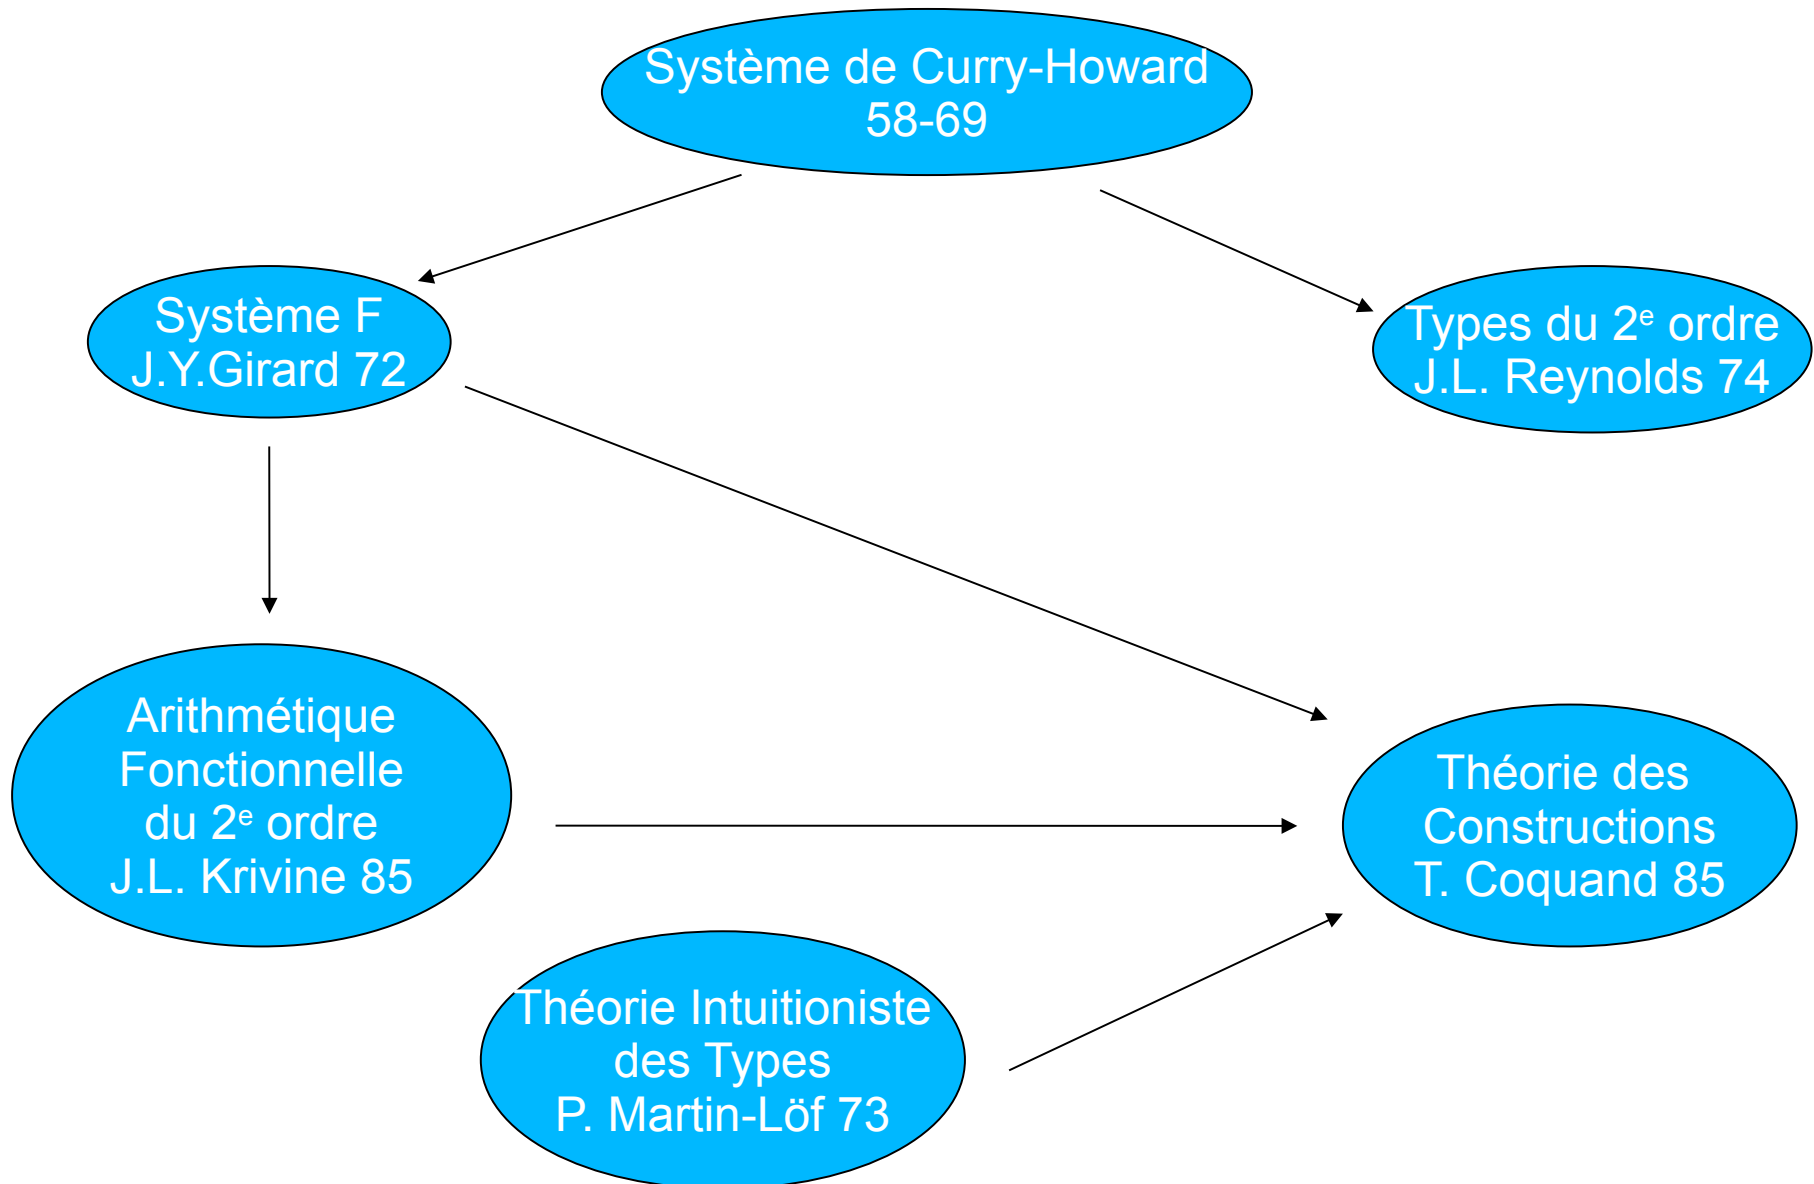 Système de Curry-Howard
58-69
Système F
J.Y.Girard 72
Types du 2e ordre
J.L. Reynolds 74
Arithmétique
Fonctionnelle
du 2e ordre
J.L. Krivine 85
Théorie des
Constructions
T. Coquand 85
Théorie Intuitioniste
des Types
P. Martin-Löf 73